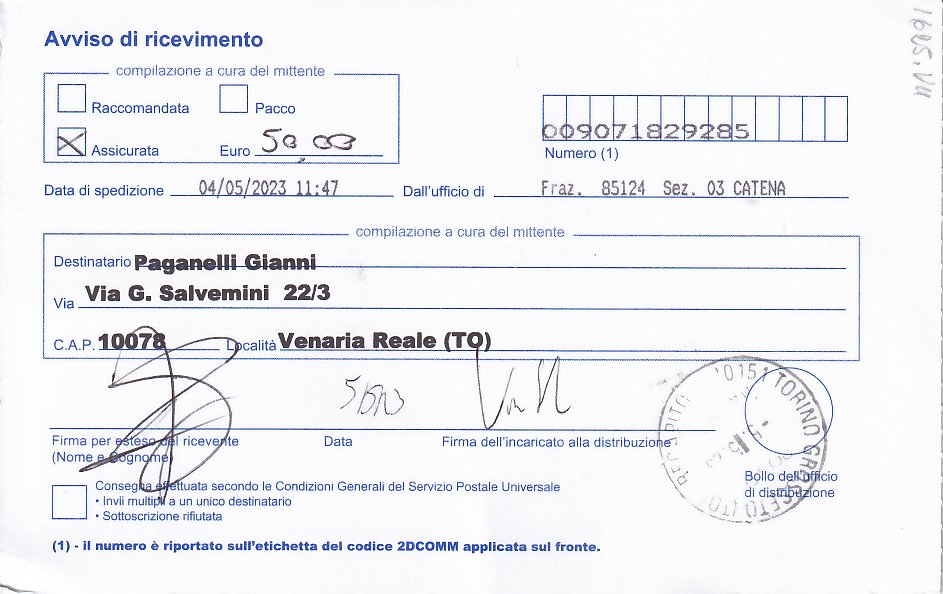 Avviso di ricevimento
compilazione a cura del mittente
Raccomandata Pacco
Assicurata Euro 50,00
009071829285
Numero (1)
Data di spedizione 04/05/2023 11:47 Dall'ufficio di Fraz. 85124 Sez. 03 CATENA
compilazione a cura del mittente
Destinatario Paganelli Gianni
Via Via G. Salvemini 22/3
C.A.P. 10078 Località Venaria Reale (TO)
Firma per esteso del ricevente Data Firma dell'incaricato alla distribuzione
(Nome e Cognome)
Bollo dell'ufficio
di distribuzione
RECAPITO TORINO GROSSETO (TO)
Consegna effettuata secondo le Condizioni Generali del Servizio Postale Universale
• Invii multipli a un unico destinatario
• Sottoscrizione rifiutata
(1) - il numero è riportato sull'etichetta del codice 2DCOMM applicata sul fronte.